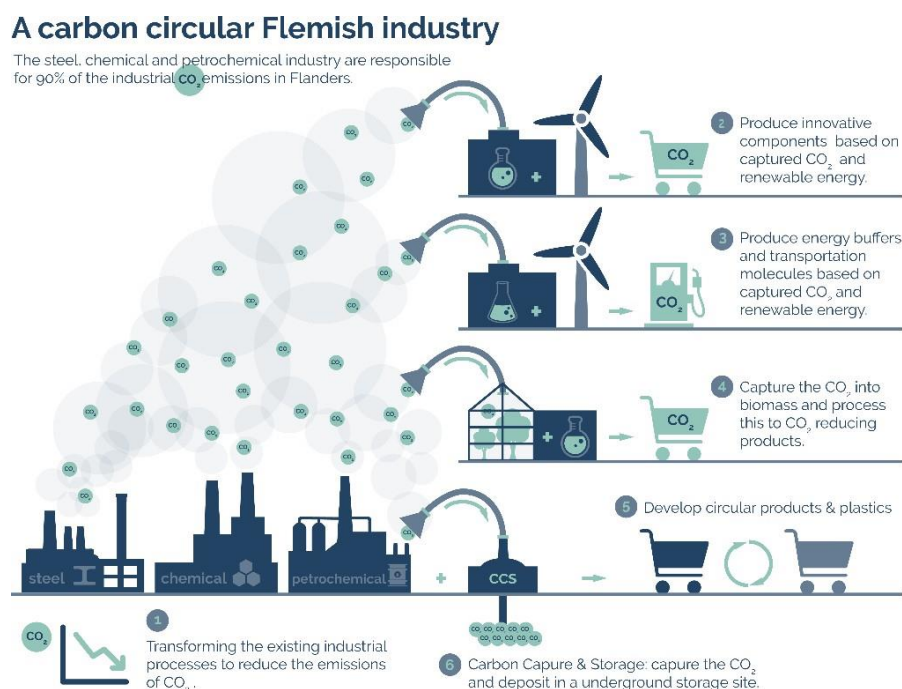 A carbon circular Flemish industry
The steel, chemical and petrochemical industry are responsible
for 90% of the industrial CO₂ emissions in Flanders.
2 Produce innovative
components based on
captured CO₂ and
renewable energy.
CO₂
3 Produce energy buffers
and transportation
molecules based on
captured CO₂ and
renewable energy.
CO₂
4 Capture the CO₂ into
biomass and process
this to CO₂ reducing
products.
CO₂
5 Develop circular products & plastics
steel
chemical
petrochemical
+
CCS
CO₂
1
Transforming the existing industrial
processes to reduce the emissions
of CO₂.
6 Carbon Capure & Storage: capure the CO₂
and deposit in a underground storage site.